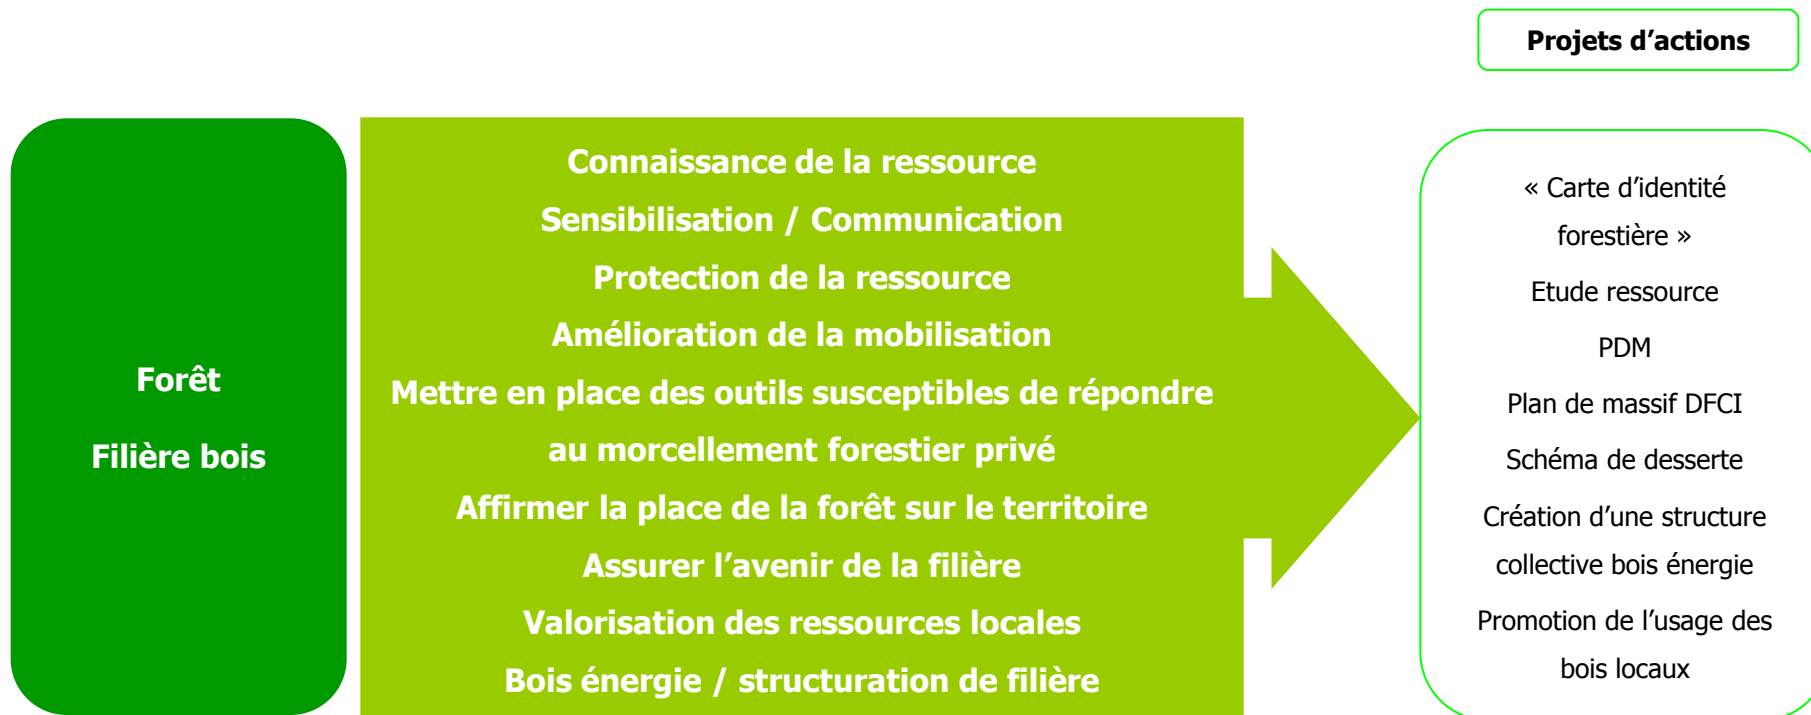 Projets d’actions
Forêt
Filière bois
Connaissance de la ressource
Sensibilisation / Communication
Protection de la ressource
Amélioration de la mobilisation
Mettre en place des outils susceptibles de répondre
au morcellement forestier privé
Affirmer la place de la forêt sur le territoire
Assurer l’avenir de la filière
Valorisation des ressources locales
Bois énergie / structuration de filière
« Carte d’identité
forestière »
Etude ressource
PDM
Plan de massif DFCI
Schéma de desserte
Création d’une structure
collective bois énergie
Promotion de l’usage des
bois locaux